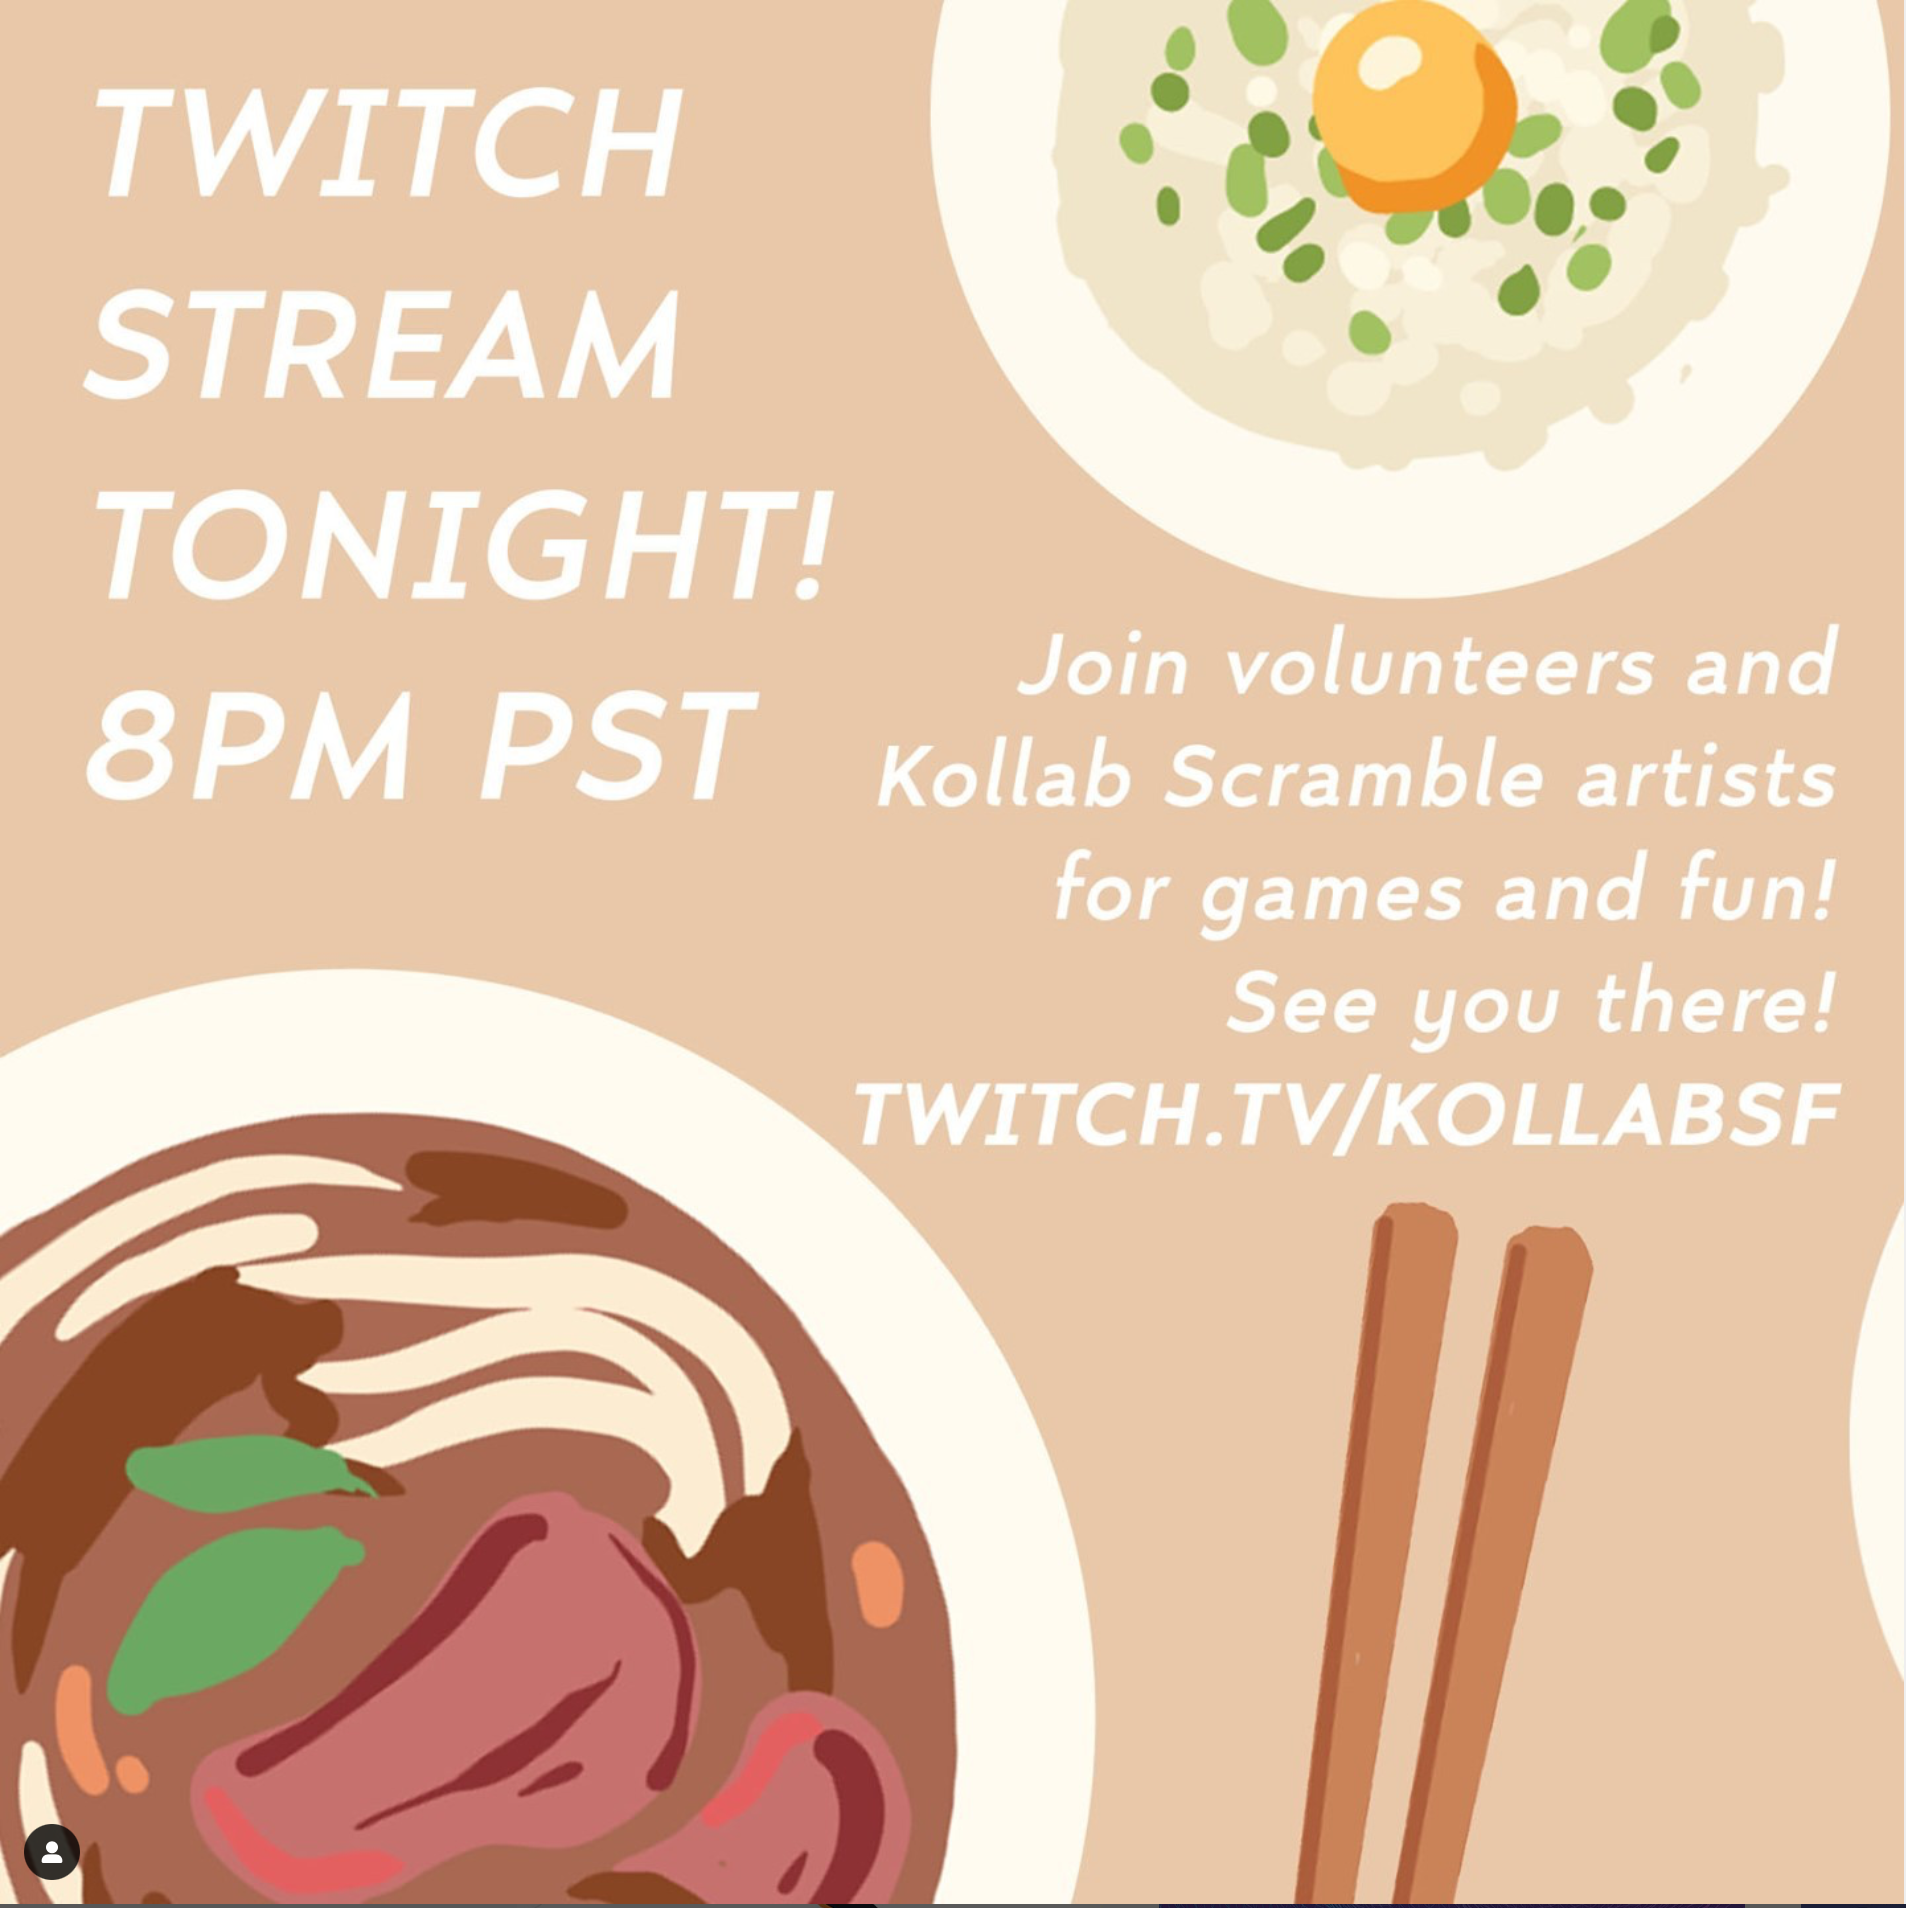 TWITCH
STREAM
TONIGHT!
8PM PST
Join volunteers and
Kollab Scramble artists
for games and fun!
See you there!
TWITCH.TV/KOLLABSF